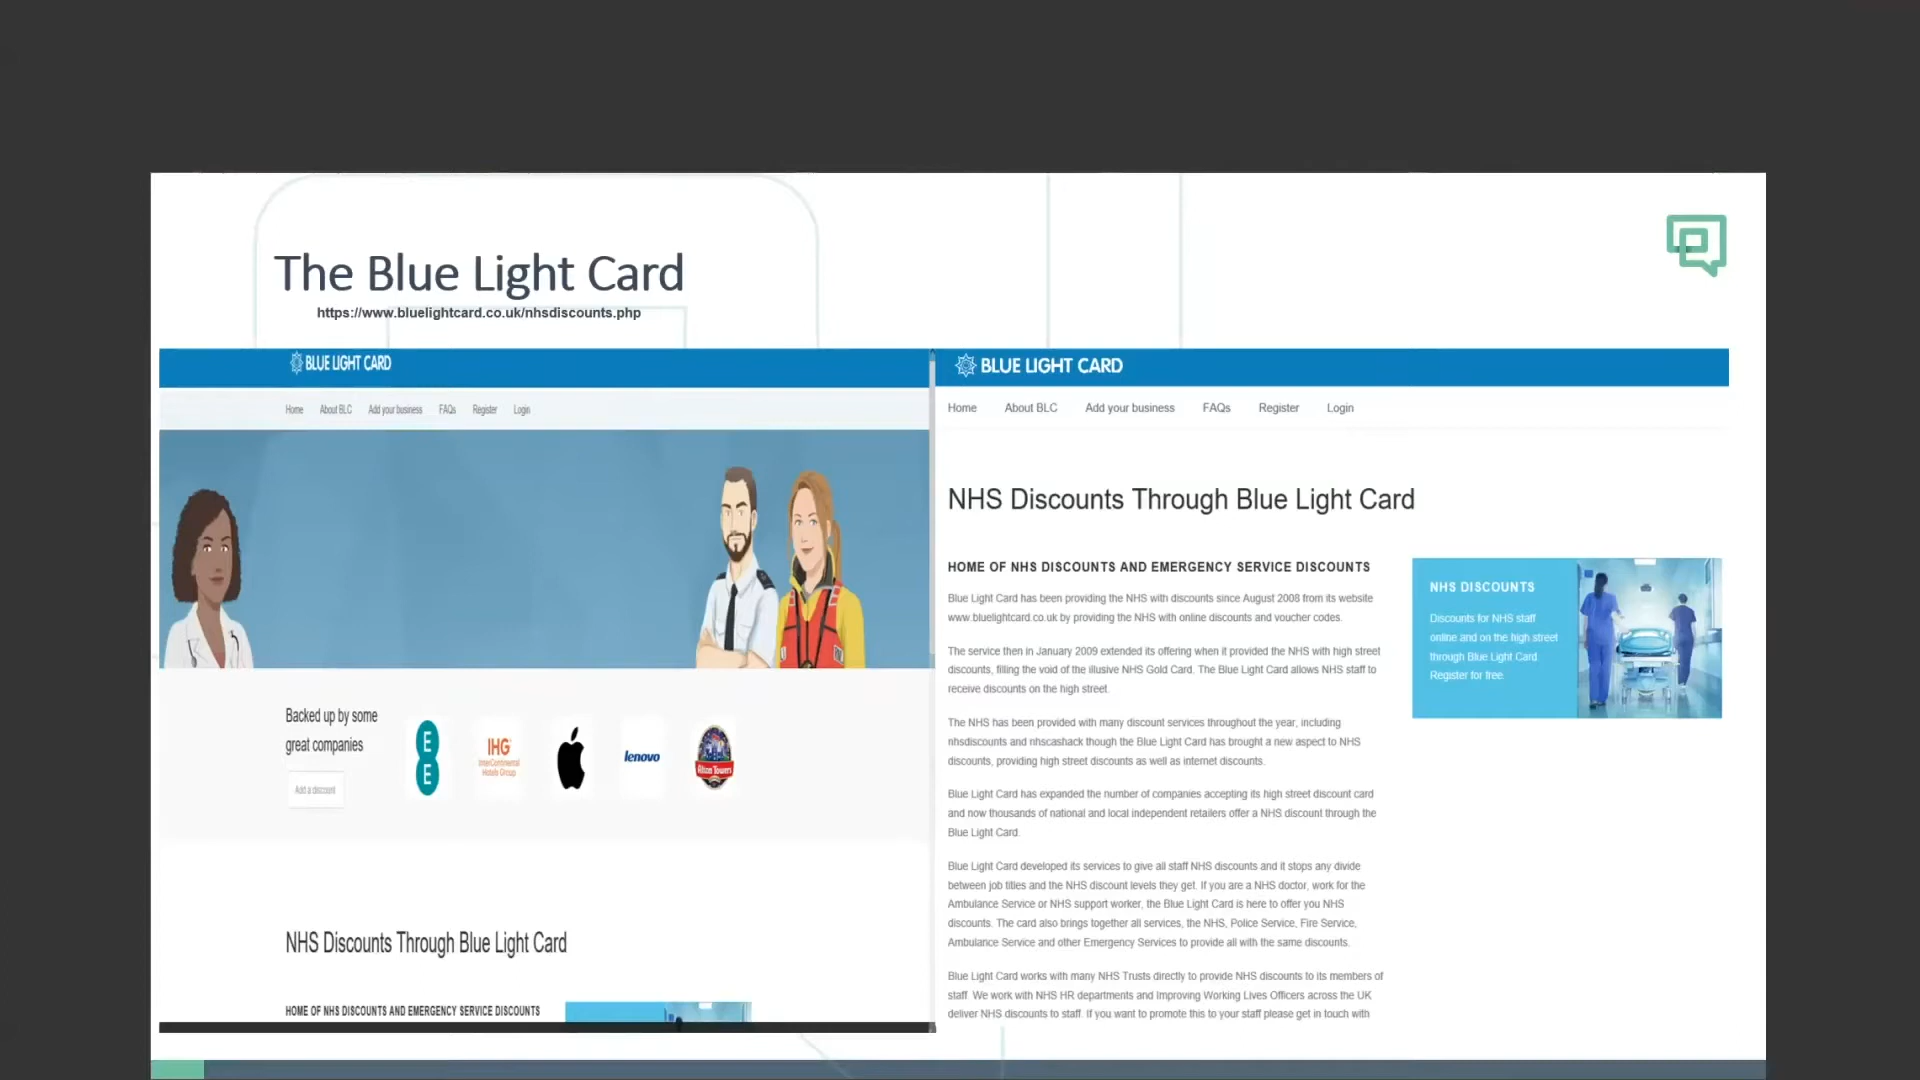 The Blue Light Card
https://www.bluelightcard.co.uk/nhsdiscounts.php
BLUE LIGHT CARD
Home About BLC Add your business FAQs Register Login
Backed up by some
great companies
Add a discount
E
E
IHG
InterContinental
Hotels Group
lenovo
Alton Towers
NHS Discounts Through Blue Light Card
HOME OF NHS DISCOUNTS AND EMERGENCY SERVICE DISCOUNTS
BLUE LIGHT CARD
Home About BLC Add your business FAQs Register Login
NHS Discounts Through Blue Light Card
HOME OF NHS DISCOUNTS AND EMERGENCY SERVICE DISCOUNTS
Blue Light Card has been providing the NHS with discounts since August 2008 from its website
www.bluelightcard.co.uk by providing the NHS with online discounts and voucher codes.
The service then in January 2009 extended its offering when it provided the NHS with high street
discounts, filling the void of the illusive NHS Gold Card. The Blue Light Card allows NHS staff to
receive discounts on the high street.
The NHS has been provided with many discount services throughout the year, including
nhsdiscounts and nhscashack though the Blue Light Card has brought a new aspect to NHS
discounts, providing high street discounts as well as internet discounts.
Blue Light Card has expanded the number of companies accepting its high street discount card
and now thousands of national and local independent retailers offer a NHS discount through the
Blue Light Card.
Blue Light Card developed its services to give all staff NHS discounts and it stops any divide
between job titles and the NHS discount levels they get. If you are a NHS doctor, work for the
Ambulance Service or NHS support worker, the Blue Light Card is here to offer you NHS
discounts. The card also brings together all services, the NHS, Police Service, Fire Service,
Ambulance Service and other Emergency Services to provide all with the same discounts.
Blue Light Card works with many NHS Trusts directly to provide NHS discounts to its members of
staff. We work with NHS HR departments and Improving Working Lives Officers across the UK
deliver NHS discounts to staff. If you want to promote this to your staff please get in touch with
NHS DISCOUNTS
Discounts for NHS staff
online and on the high street
through Blue Light Card.
Register for free.